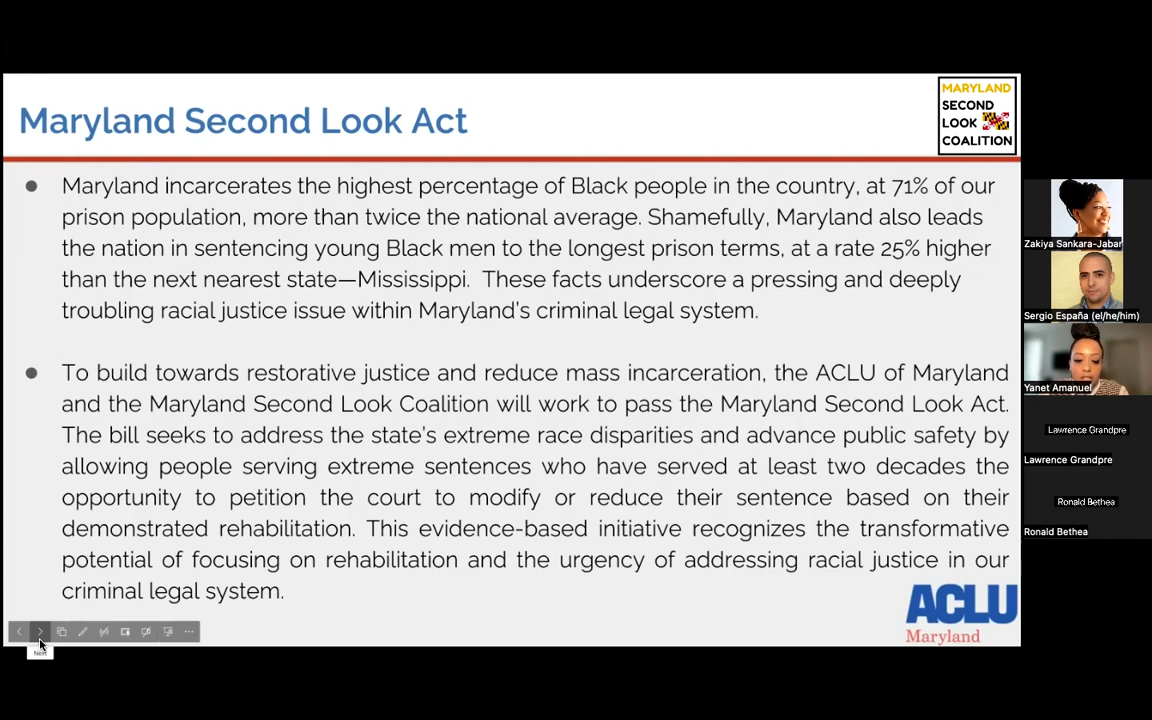 Maryland Second Look Act
MARYLAND
SECOND
LOOK
COALITION
● Maryland incarcerates the highest percentage of Black people in the country, at 71% of our
prison population, more than twice the national average. Shamefully, Maryland also leads
the nation in sentencing young Black men to the longest prison terms, at a rate 25% higher
than the next nearest state—Mississippi. These facts underscore a pressing and deeply
troubling racial justice issue within Maryland's criminal legal system.
● To build towards restorative justice and reduce mass incarceration, the ACLU of Maryland
and the Maryland Second Look Coalition will work to pass the Maryland Second Look Act.
The bill seeks to address the state's extreme race disparities and advance public safety by
allowing people serving extreme sentences who have served at least two decades the
opportunity to petition the court to modify or reduce their sentence based on their
demonstrated rehabilitation. This evidence-based initiative recognizes the transformative
potential of focusing on rehabilitation and the urgency of addressing racial justice in our
criminal legal system.
ACLU
Maryland
Next
Zakiya Sankara-Jabar
Sergio España (el/he/him)
Yanet Amanuel
Lawrence Grandpre
Lawrence Grandpre
Ronald Bethea
Ronald Bethea